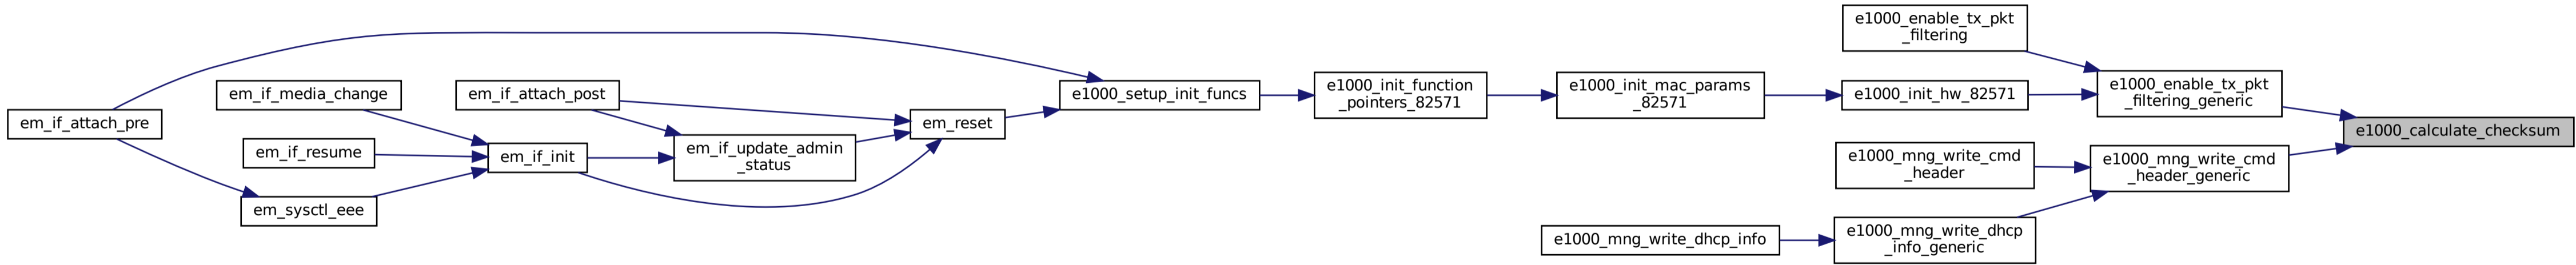 em_if_attach_pre
em_if_media_change
em_if_resume
em_sysctl_eee
em_if_attach_post
em_if_init
em_if_update_admin
_status
em_reset
e1000_setup_init_funcs
e1000_init_function
_pointers_82571
e1000_init_mac_params
_82571
e1000_mng_write_dhcp_info
e1000_enable_tx_pkt
_filtering
e1000_init_hw_82571
e1000_mng_write_cmd
_header
e1000_mng_write_dhcp
_info_generic
e1000_enable_tx_pkt
_filtering_generic
e1000_mng_write_cmd
_header_generic
e1000_calculate_checksum